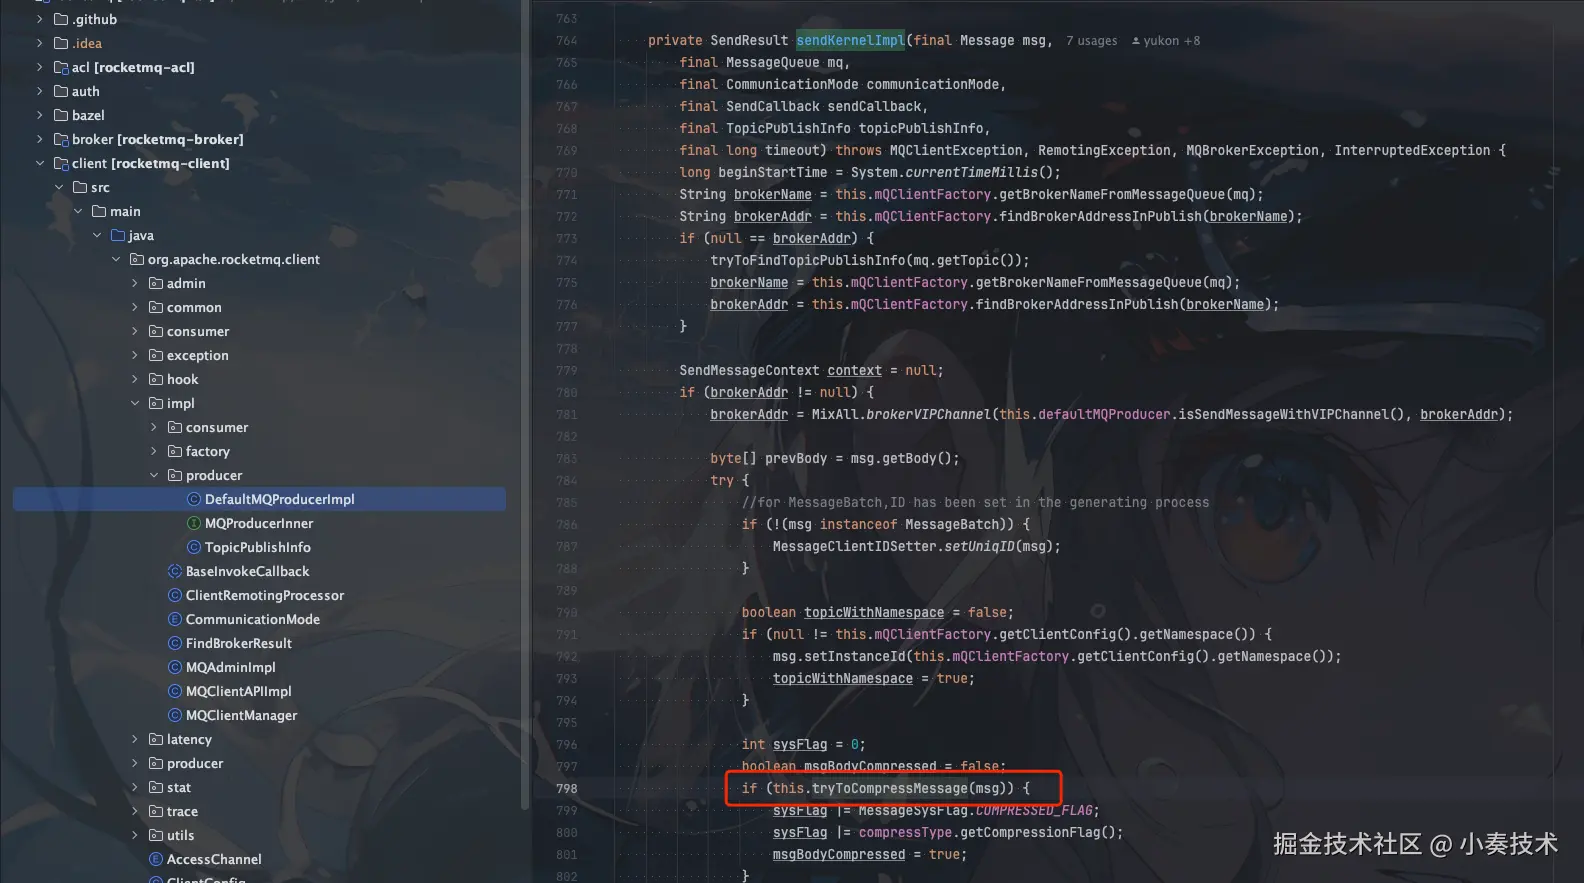 .github
.idea
acl [rocketmq-acl]
auth
bazel
broker [rocketmq-broker]
client [rocketmq-client]
src
main
java
org.apache.rocketmq.client
admin
common
consumer
exception
hook
impl
consumer
factory
producer
DefaultMQProducerImpl
MQProducerInner
TopicPublishInfo
BaseInvokeCallback
ClientRemotingProcessor
CommunicationMode
FindBrokerResult
MQAdminImpl
MQClientAPIImpl
MQClientManager
latency
producer
stat
trace
utils
AccessChannel
ClientConfig
763
764 private SendResult sendKernelImpl(final Message msg, 7 usages yukon +8
765 final MessageQueue mq,
766 final CommunicationMode communicationMode,
767 final SendCallback sendCallback,
768 final TopicPublishInfo topicPublishInfo,
769 final long timeout) throws MQClientException, RemotingException, MQBrokerException, InterruptedException {
770 long beginStartTime = System.currentTimeMillis();
771 String brokerName = this.mQClientFactory.getBrokerNameFromMessageQueue(mq);
772 String brokerAddr = this.mQClientFactory.findBrokerAddressInPublish(brokerName);
773 if (null == brokerAddr) {
774 tryToFindTopicPublishInfo(mq.getTopic());
775 brokerName = this.mQClientFactory.getBrokerNameFromMessageQueue(mq);
776 brokerAddr = this.mQClientFactory.findBrokerAddressInPublish(brokerName);
777 }
778
779 SendMessageContext context = null;
780 if (brokerAddr != null) {
781 brokerAddr = MixAll.brokerVIPChannel(this.defaultMQProducer.isSendMessageWithVIPChannel(), brokerAddr);
782
783 byte[] prevBody = msg.getBody();
784 try {
785 //for MessageBatch,ID has been set in the generating process
786 if (!(msg instanceof MessageBatch)) {
787 MessageClientIDSetter.setUniqID(msg);
788 }
789
790 boolean topicWithNamespace = false;
791 if (null != this.mQClientFactory.getClientConfig().getNamespace()) {
792 msg.setInstanceId(this.mQClientFactory.getClientConfig().getNamespace());
793 topicWithNamespace = true;
794 }
795
796 int sysFlag = 0;
797 boolean msgBodyCompressed = false;
798 if (this.tryToCompressMessage(msg)) {
799 sysFlag |= MessageSysFlag.COMPRESSED_FLAG;
800 sysFlag |= compressType.getCompressionFlag();
801 msgBodyCompressed = true;
802 }
掘金技术社区 @ 小奏技术